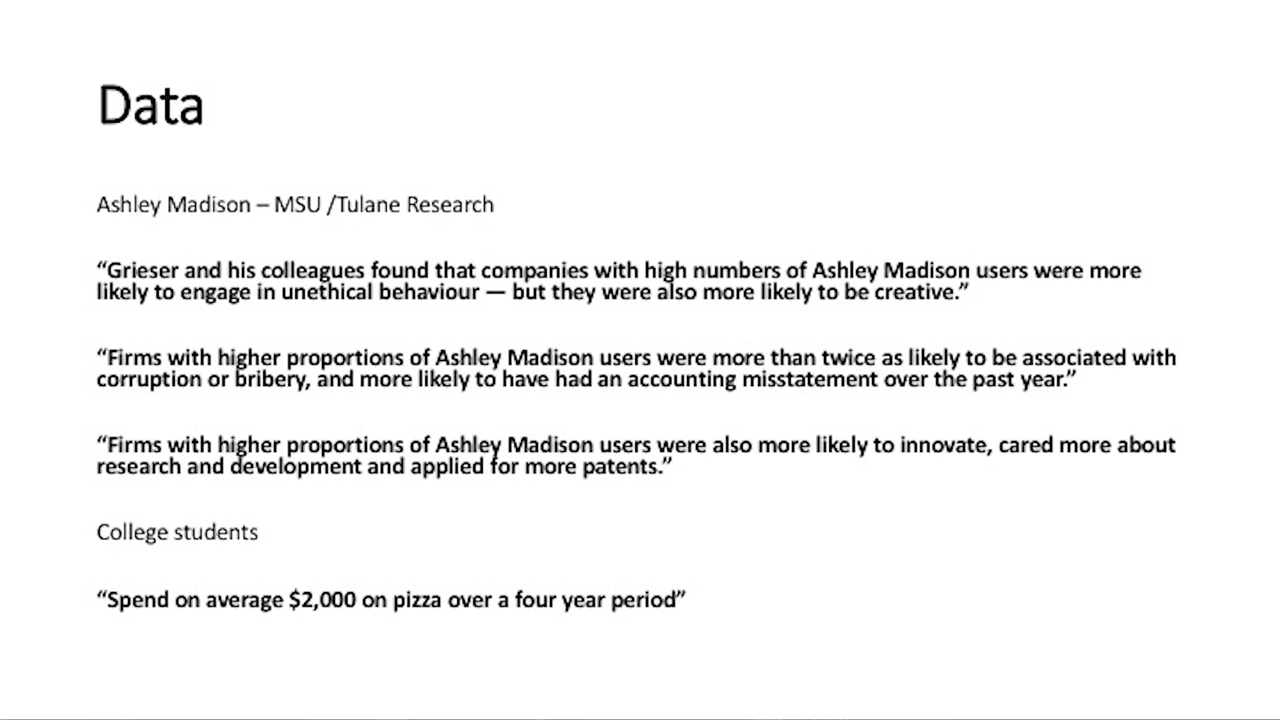 Data
Ashley Madison – MSU /Tulane Research
“Grieser and his colleagues found that companies with high numbers of Ashley Madison users were more
likely to engage in unethical behaviour — but they were also more likely to be creative.”
“Firms with higher proportions of Ashley Madison users were more than twice as likely to be associated with
corruption or bribery, and more likely to have had an accounting misstatement over the past year.”
“Firms with higher proportions of Ashley Madison users were also more likely to innovate, cared more about
research and development and applied for more patents.”
College students
“Spend on average $2,000 on pizza over a four year period”